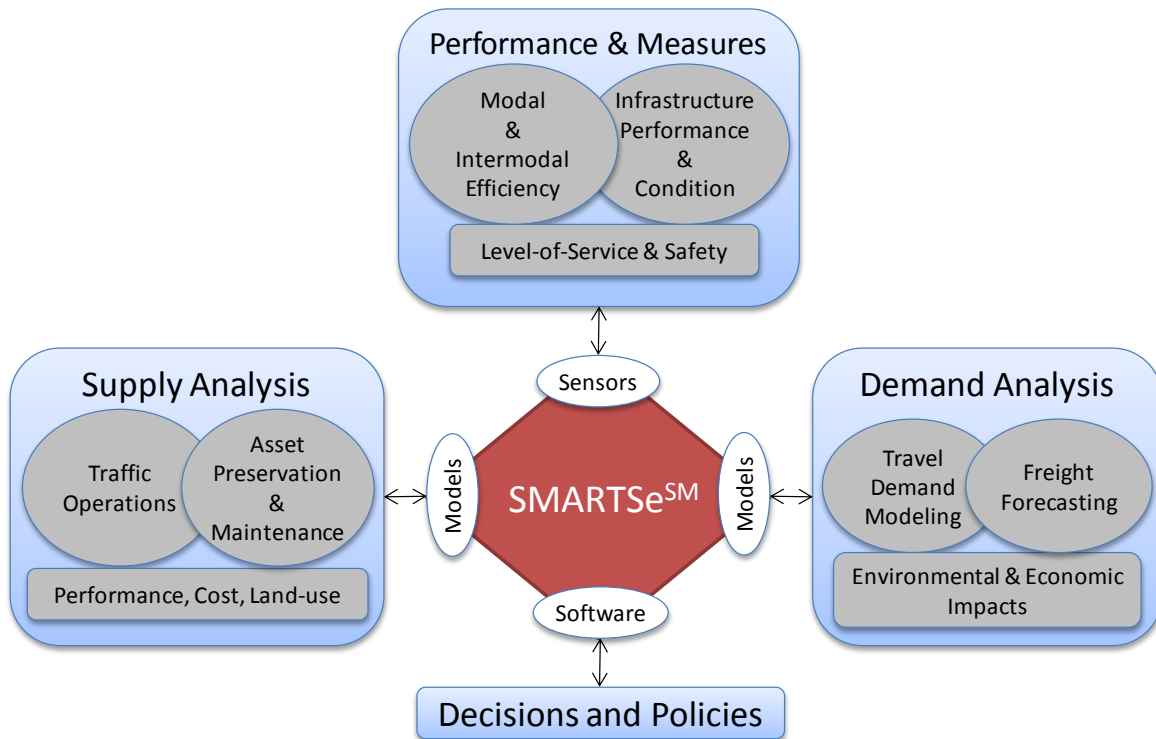 Performance & Measures
Modal
&
Intermodal
Efficiency
Infrastructure
Performance
&
Condition
Level-of-Service & Safety
Supply Analysis
Traffic
Operations
Asset
Preservation
&
Maintenance
Performance, Cost, Land-use
Sensors
Models
SMARTSeSM
Models
Software
Demand Analysis
Travel
Demand
Modeling
Freight
Forecasting
Environmental & Economic
Impacts
Decisions and Policies